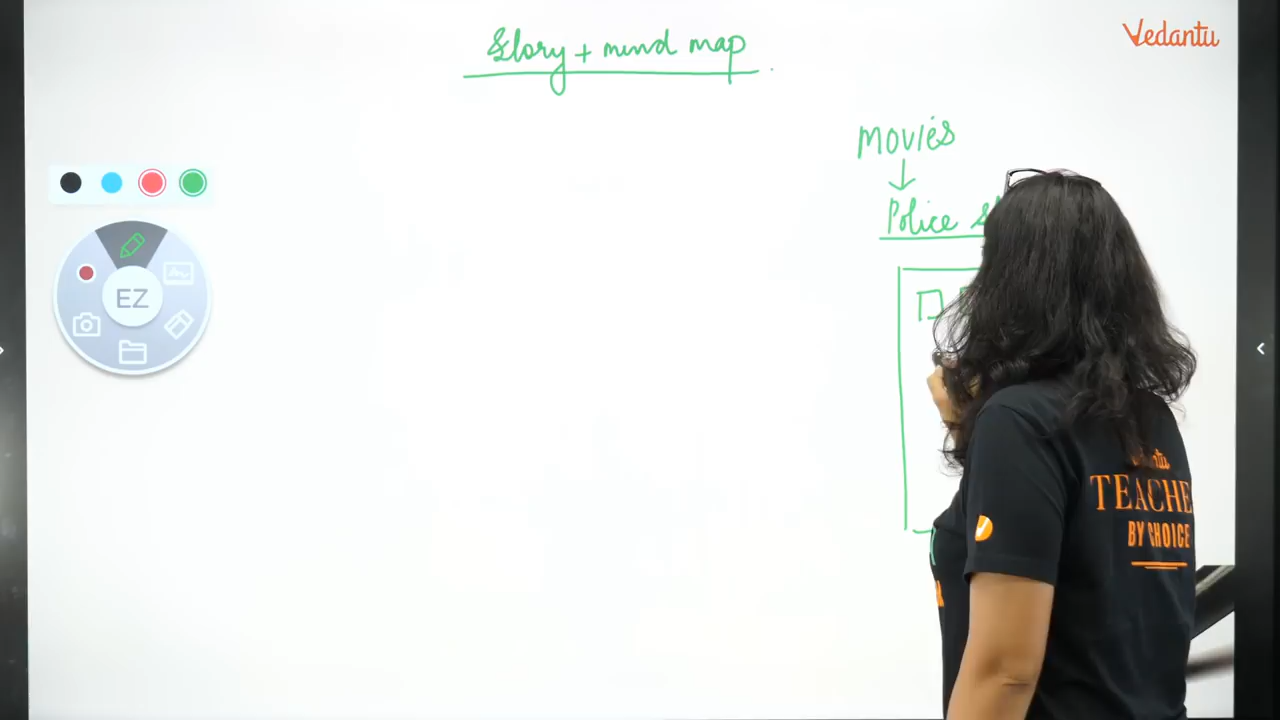 Story + mind map
Vedantu
Movies
Police
EZ
TEACHE
BY CHOICE